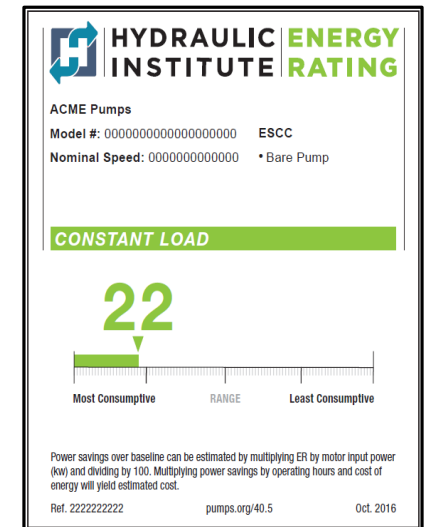 HYDRAULIC ENERGY
INSTITUTE RATING
ACME Pumps
Model #: 0000000000000000000 ESCC
Nominal Speed: 0000000000000 • Bare Pump
CONSTANT LOAD
22
Most Consumptive RANGE Least Consumptive
Power savings over baseline can be estimated by multiplying ER by motor input power
(kw) and dividing by 100. Multiplying power savings by operating hours and cost of
energy will yield estimated cost.
Ref. 2222222222 pumps.org/40.5 Oct. 2016